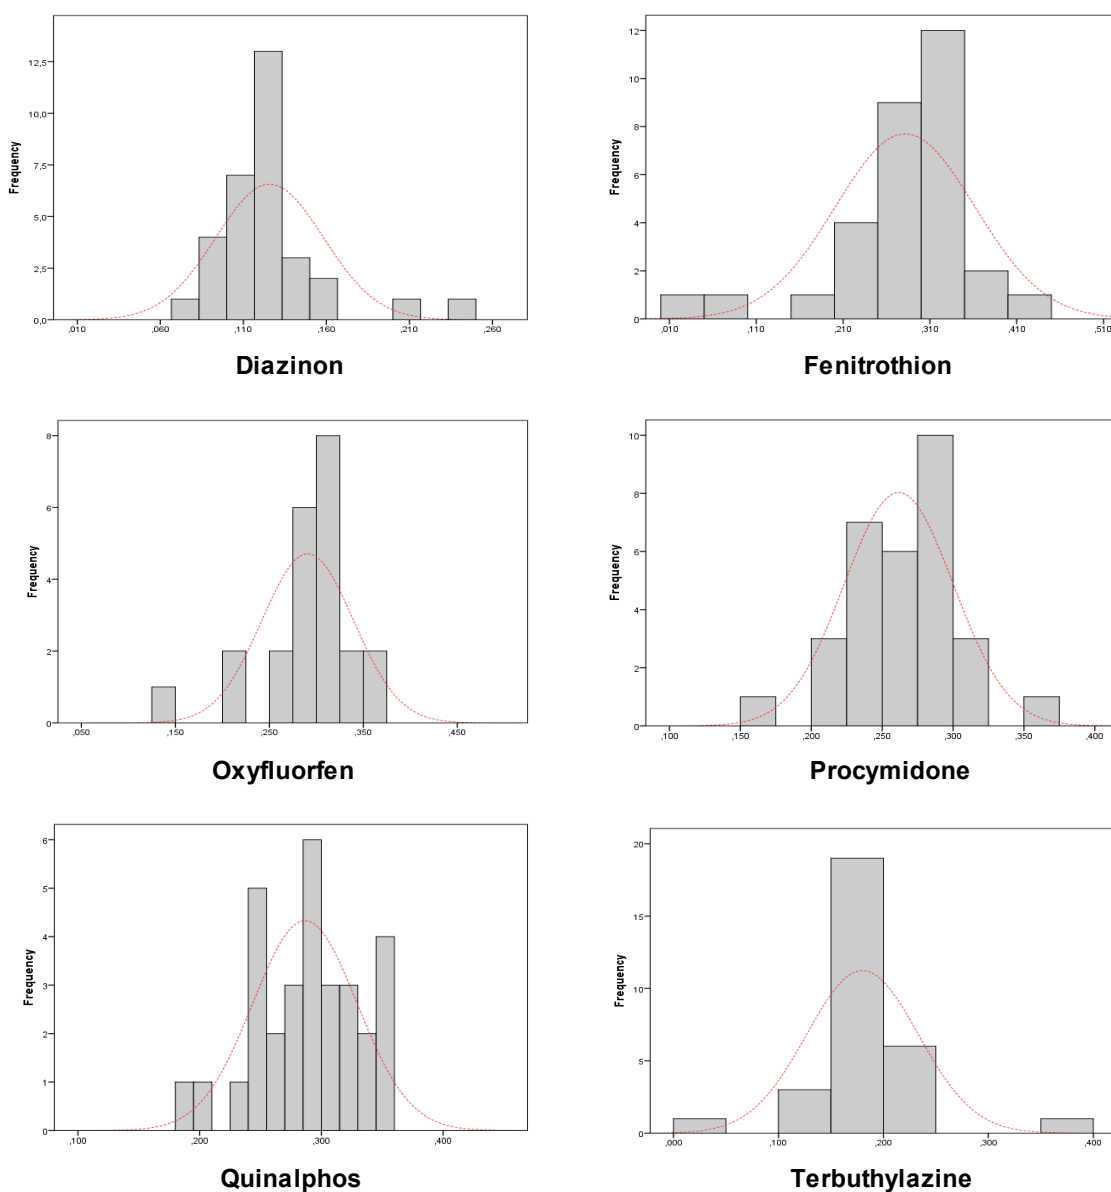 12,5
10,0
7,5
5,0
2,5
0,0
Frequency
,010 ,060 ,110 ,160 ,210 ,260
Diazinon
12
10
8
6
4
2
0
Frequency
,010 ,110 ,210 ,310 ,410 ,510
Fenitrothion
8
6
4
2
0
Frequency
,050 ,150 ,250 ,350 ,450
Oxyfluorfen
10
8
6
4
2
0
Frequency
,100 ,150 ,200 ,250 ,300 ,350 ,400
Procymidone
6
5
4
3
2
1
0
Frequency
,100 ,200 ,300 ,400
Quinalphos
20
15
10
5
0
Frequency
,000 ,100 ,200 ,300 ,400
Terbuthylazine